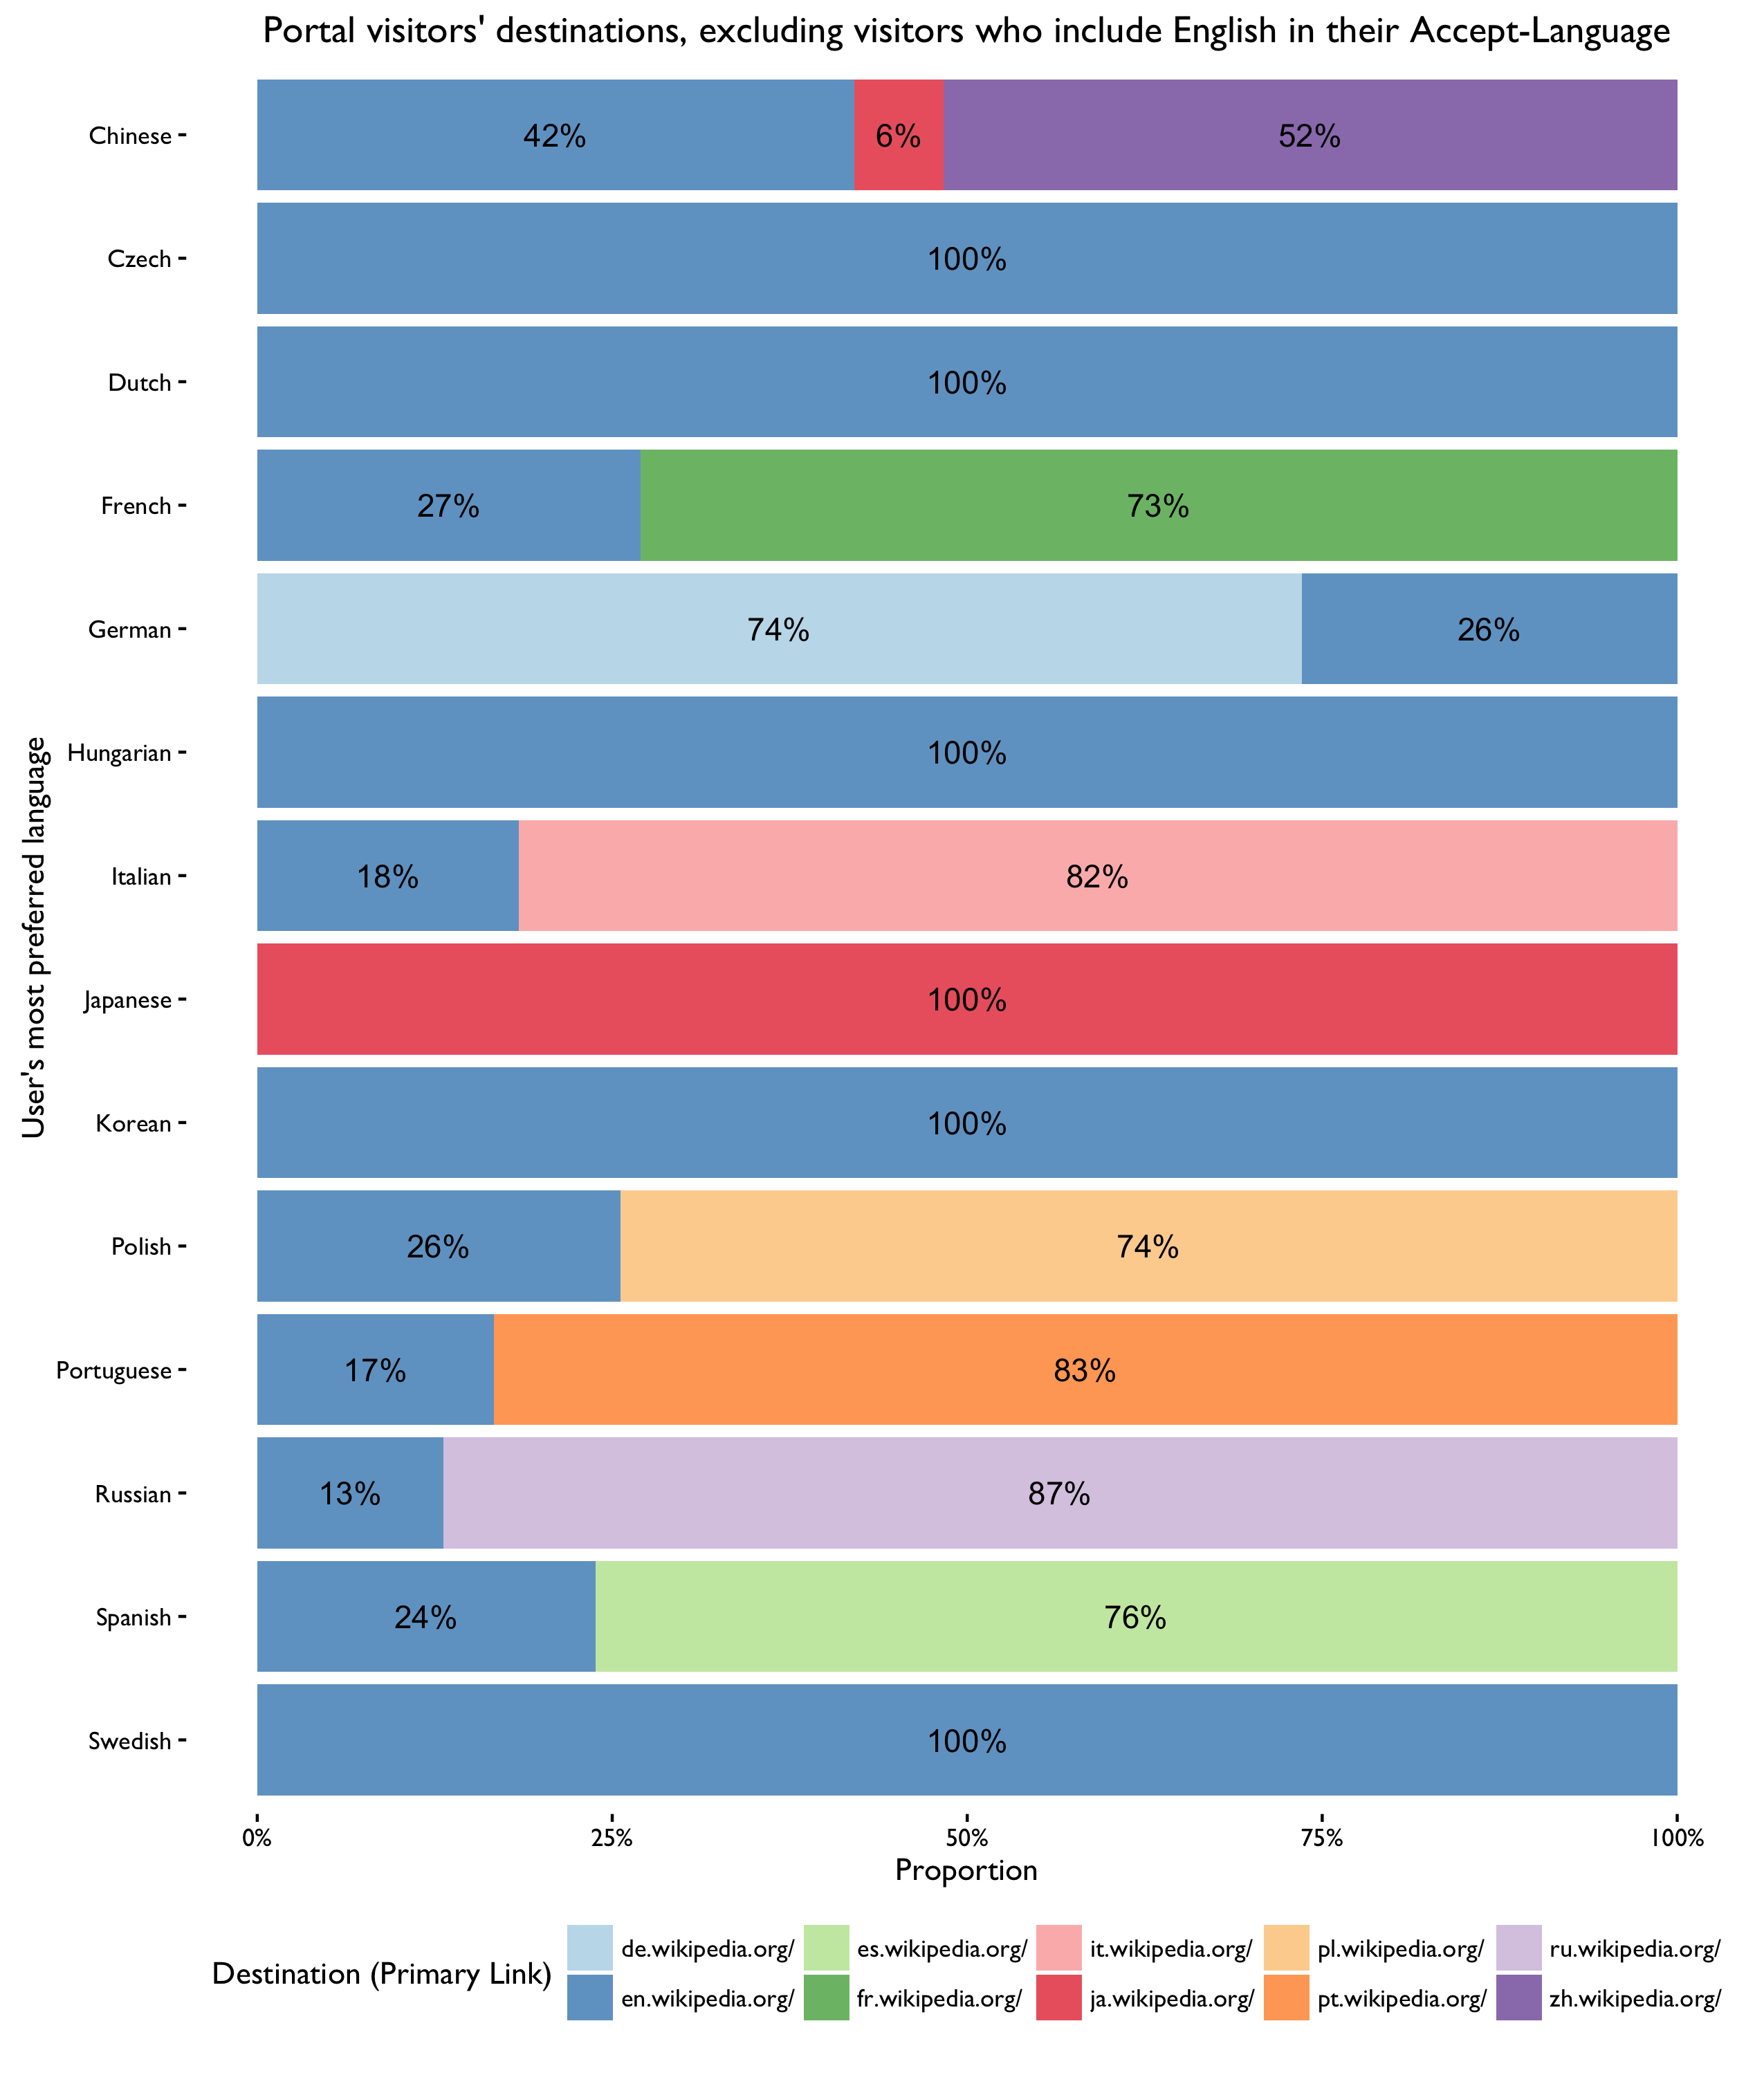 Portal visitors' destinations, excluding visitors who include English in their Accept-Language
User's most preferred language
Chinese
42% 6% 52%
Czech
100%
Dutch
100%
French
27% 73%
German
74% 26%
Hungarian
100%
Italian
18% 82%
Japanese
100%
Korean
100%
Polish
26% 74%
Portuguese
17% 83%
Russian
13% 87%
Spanish
24% 76%
Swedish
100%
0% 25% 50% 75% 100%
Proportion
Destination (Primary Link)
de.wikipedia.org/ es.wikipedia.org/ it.wikipedia.org/ pl.wikipedia.org/ ru.wikipedia.org/
en.wikipedia.org/ fr.wikipedia.org/ ja.wikipedia.org/ pt.wikipedia.org/ zh.wikipedia.org/